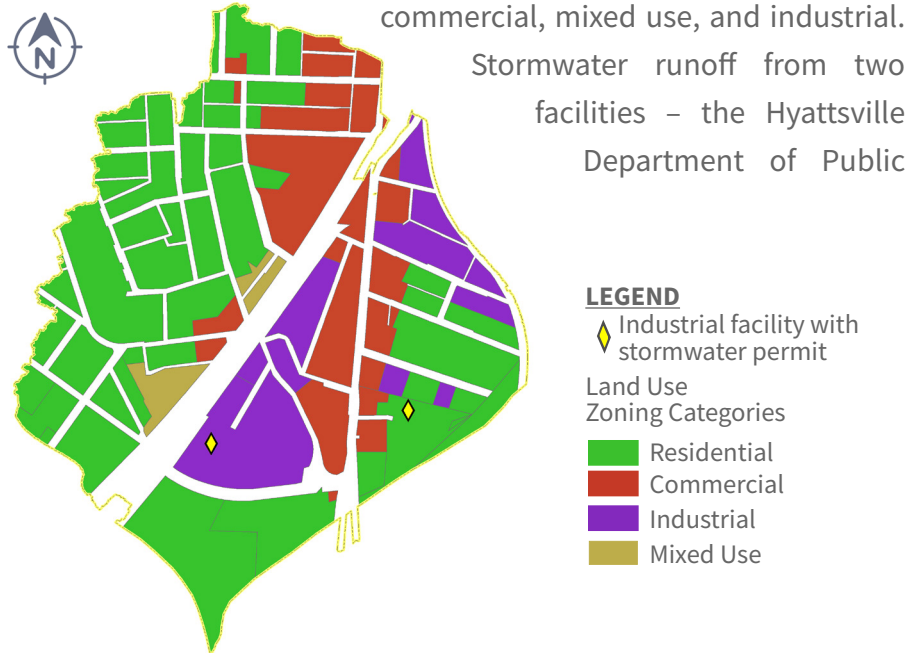 N
commercial, mixed use, and industrial.
Stormwater runoff from two
facilities – the Hyattsville
Department of Public
LEGEND
Industrial facility with
stormwater permit
Land Use
Zoning Categories
Residential
Commercial
Industrial
Mixed Use